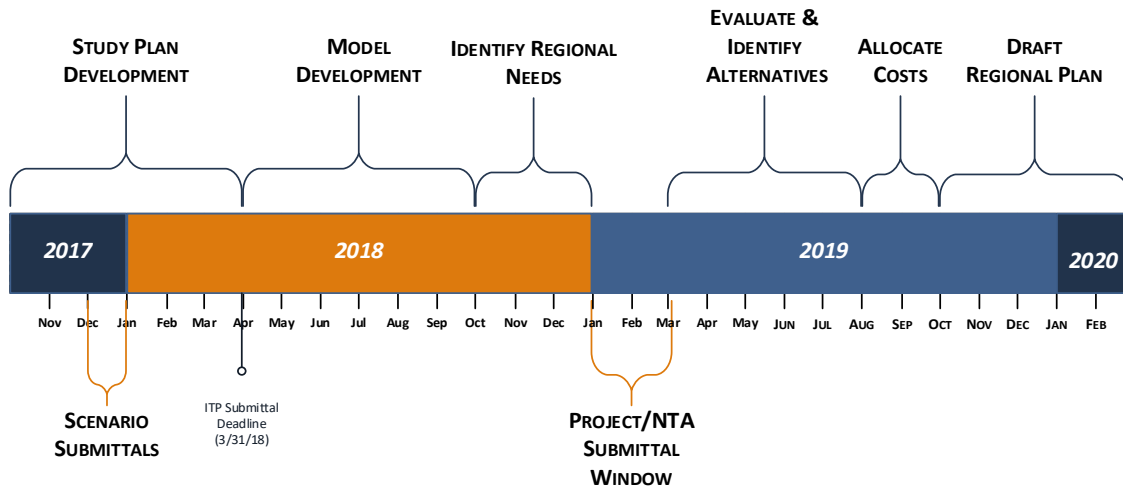 STUDY PLAN
DEVELOPMENT
MODEL
DEVELOPMENT
IDENTIFY REGIONAL
NEEDS
EVALUATE &
IDENTIFY
ALTERNATIVES
ALLOCATE
COSTS
DRAFT
REGIONAL PLAN
2017
2018
2019
2020
Nov Dec Jan Feb Mar Apr May Jun Jul Aug Sep Oct Nov Dec Jan Feb Mar Apr May JUN JUL AUG SEP OCT NOV DEC JAN FEB
SCENARIO
SUBMITTALS
ITP Submittal
Deadline
(3/31/18)
PROJECT/NTA
SUBMITTAL
WINDOW